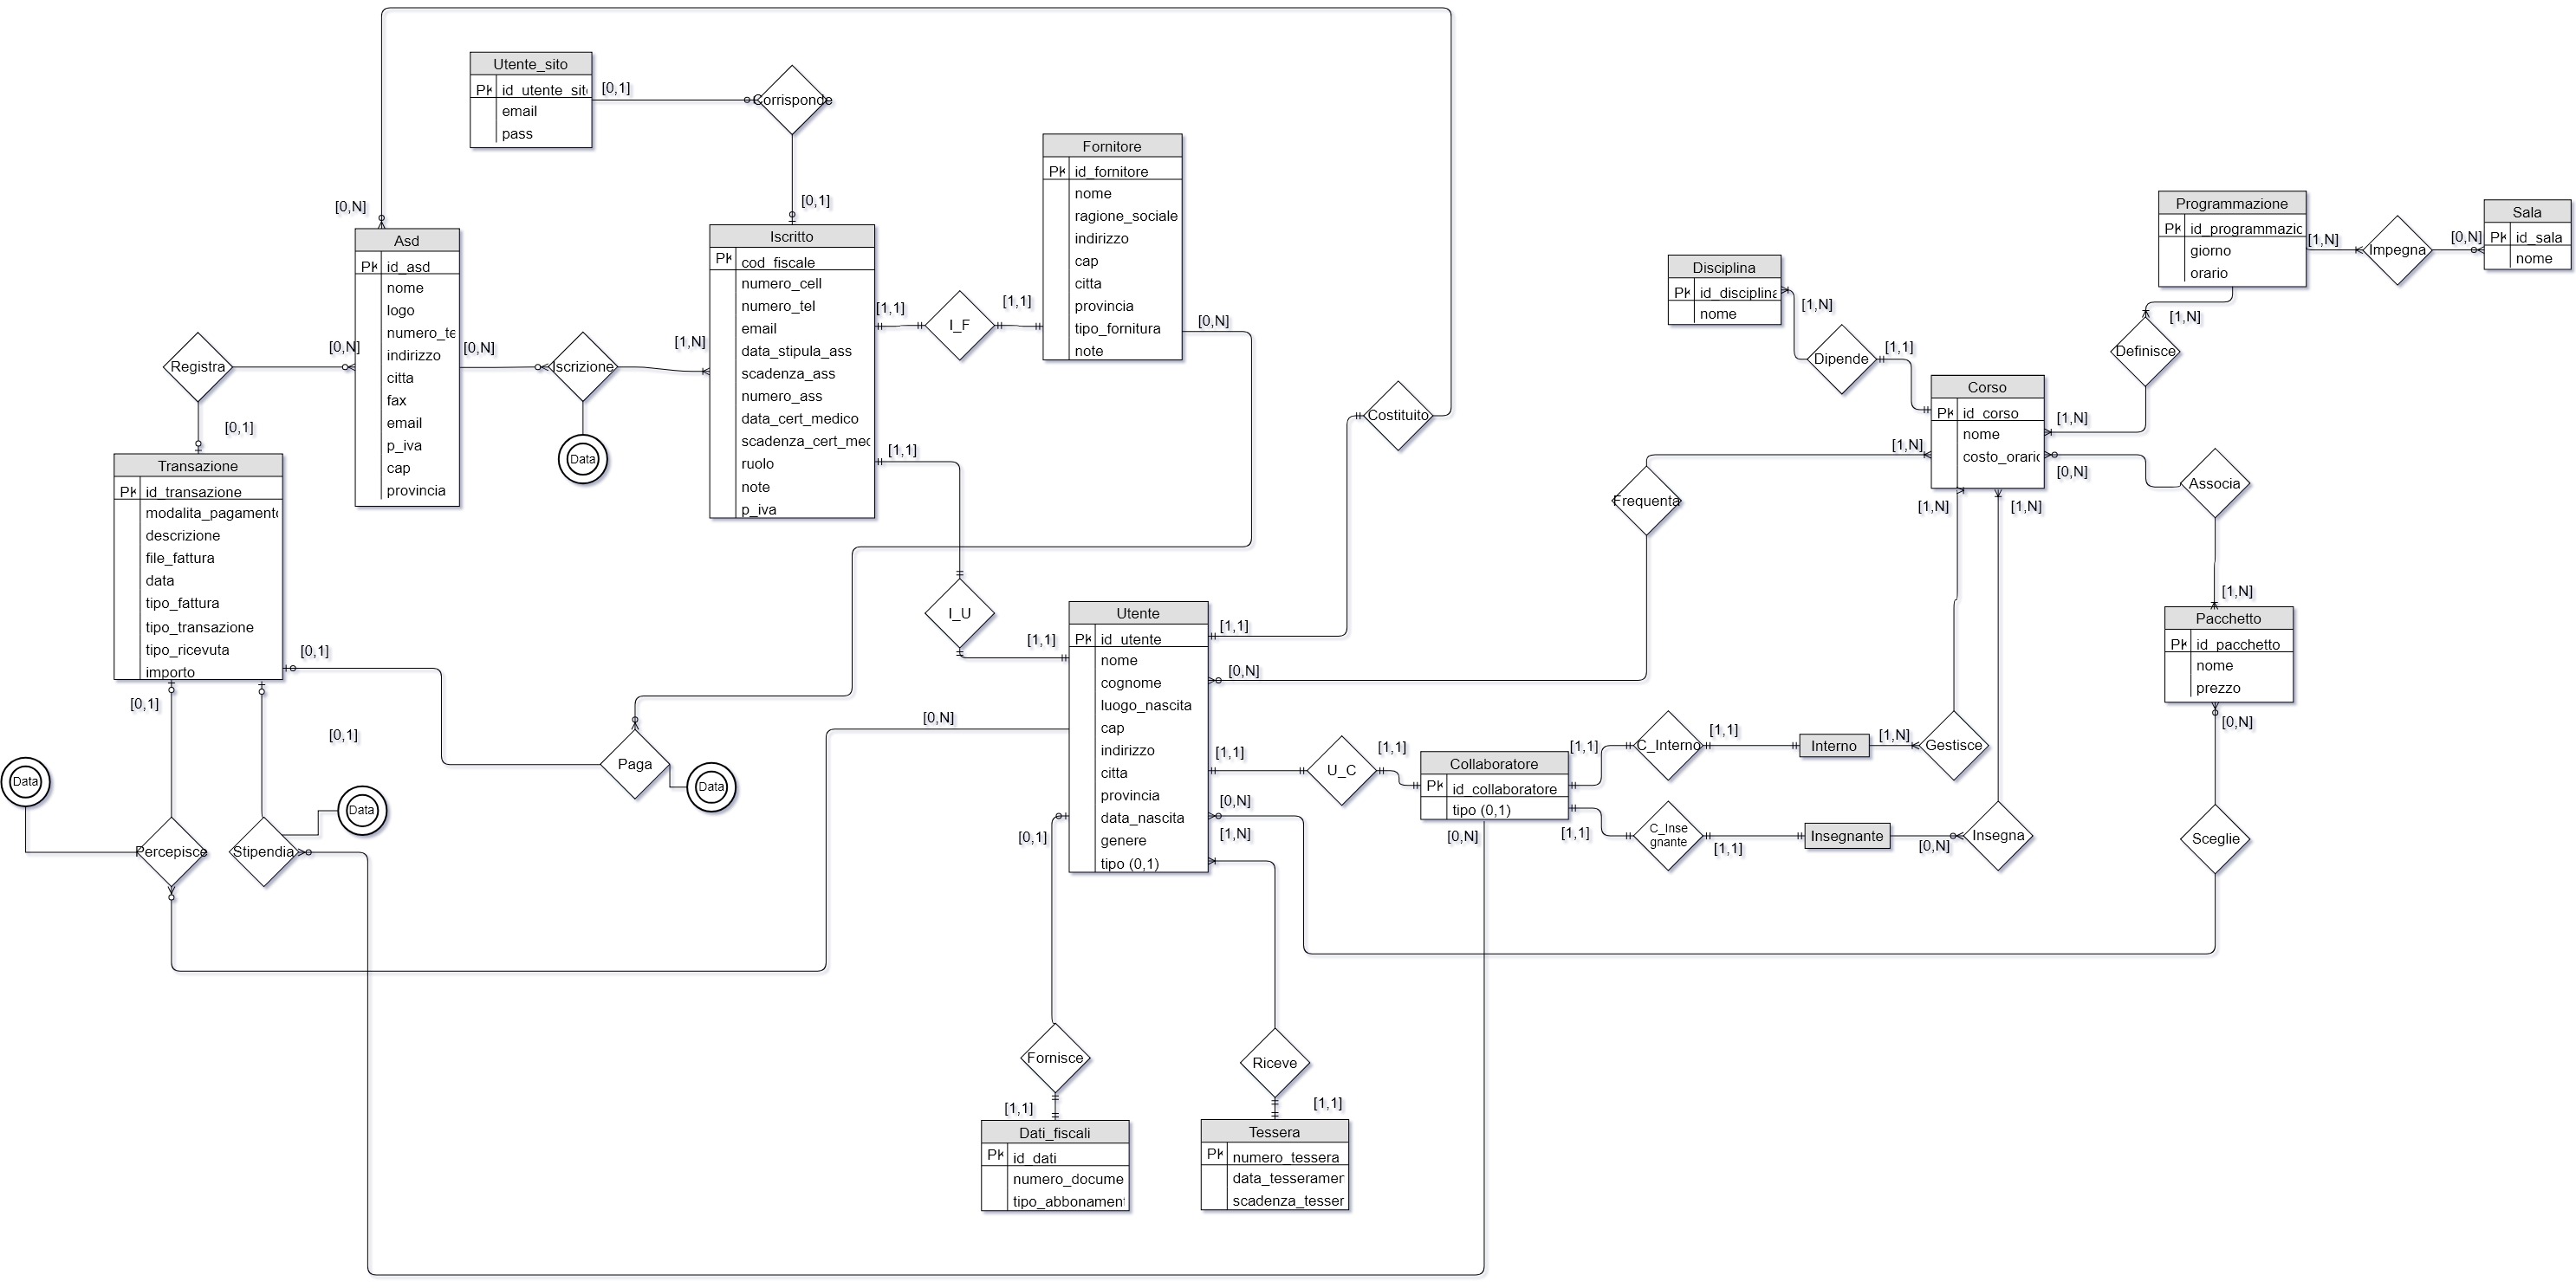 Utente_sito
PK
id_utente_sit
email
pass
[0,1]
Corrisponde
[0,1]
Fornitore
PK
id_fornitore
nome
ragione_sociale
indirizzo
cap
citta
provincia
tipo_fornitura
note
[0,N]
Asd
PK
id_asd
nome
logo
numero_te
indirizzo
citta
fax
email
p_iva
cap
provincia
Iscritto
PK
cod_fiscale
numero_cell
numero_tel
email
data_stipula_ass
scadenza_ass
numero_ass
data_cert_medico
scadenza_cert_med
ruolo
note
p_iva
[1,1]
I_F
[1,1]
[0,N]
Registra
[0,N]
[0,N]
Iscrizione
[1,N]
Data
[0,1]
[1,1]
Transazione
PK
id_transazione
modalita_pagament
descrizione
file_fattura
data
tipo_fattura
tipo_transazione
tipo_ricevuta
importo
[0,1]
[0,1]
[0,1]
Data
Data
Percepisce
Stipendia
Paga
Data
[0,N]
I_U
[1,1]
Utente
PK
id_utente
nome
cognome
luogo_nascita
cap
indirizzo
citta
provincia
data_nascita
genere
tipo (0,1)
[1,1]
Costituito
[0,N]
[1,1]
[0,N]
[1,N]
[0,1]
U_C
[1,1]
Collaboratore
PK
id_collaboratore
tipo (0,1)
[0,N]
[1,1]
C_Interno
[1,1]
Interno
[1,N]
Gestisce
[1,1]
C_Inse
gnante
[1,1]
Insegnante
[0,N]
Insegna
Fornisce
[1,1]
Dati_fiscali
PK
id_dati
numero_docume
tipo_abbonamen
Riceve
[1,1]
Tessera
PK
numero_tessera
data_tesseramer
scadenza_tesser
Programmazione
PK
id_programmazic
giorno
orario
[1,N]
Impegna
[0,N]
Sala
PK
id_sala
nome
Disciplina
PK
id_disciplina
nome
[1,N]
Dipende
[1,1]
[1,N]
Definisce
[1,N]
Corso
PK
id_corso
nome
costo_orari
[1,N]
Frequenta
[0,N]
Associa
[1,N]
[1,N]
[1,N]
Pacchetto
PK
id_pacchetto
nome
prezzo
[0,N]
Sceglie